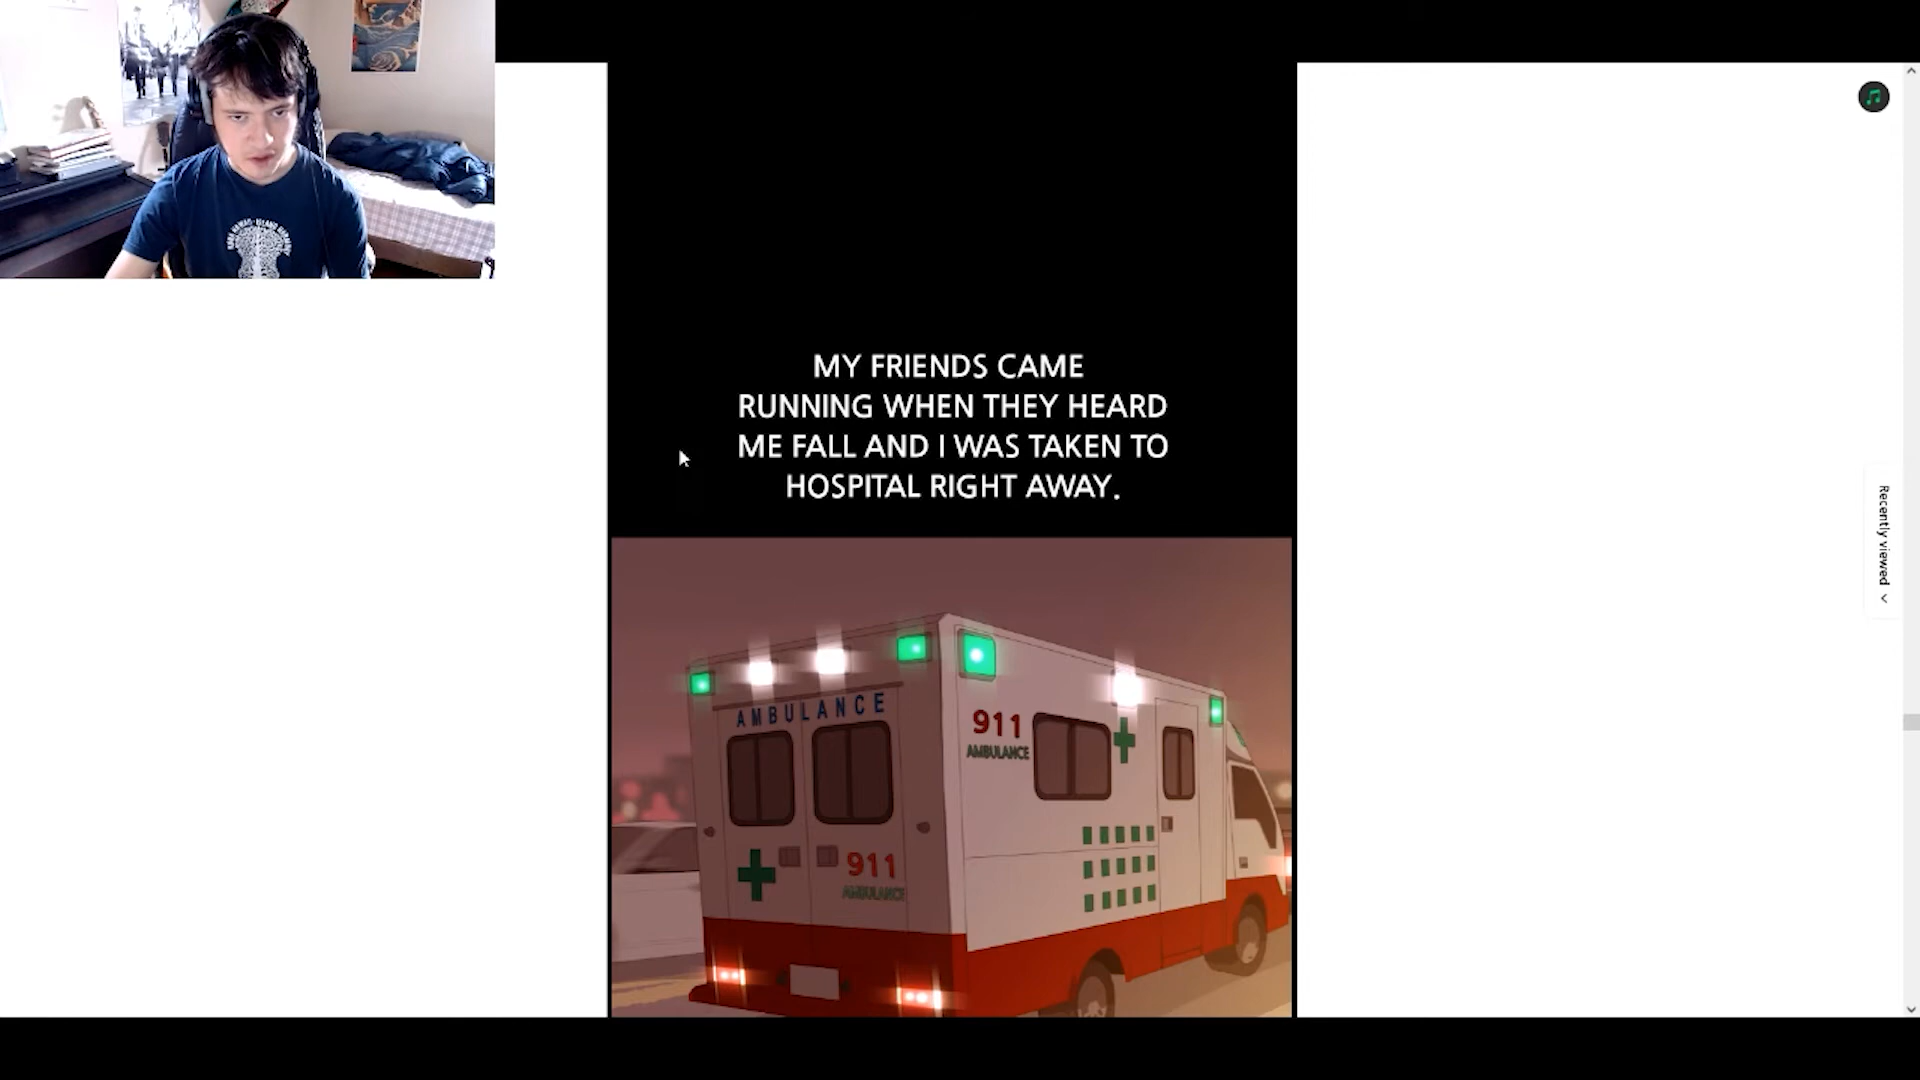 MY FRIENDS CAME
RUNNING WHEN THEY HEARD
ME FALL AND I WAS TAKEN TO
HOSPITAL RIGHT AWAY.
AMBULANCE
911
AMBULANCE
911
AMBULANCE
Recently viewed